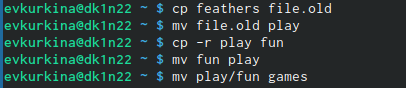 evkurkina@dk1n22 ~ $ cp feathers file.old
evkurkina@dk1n22 ~ $ mv file.old play
evkurkina@dk1n22 ~ $ cp -r play fun
evkurkina@dk1n22 ~ $ mv fun play
evkurkina@dk1n22 ~ $ mv play/fun games